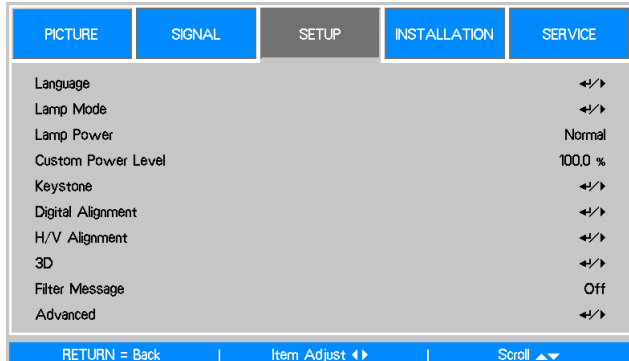 PICTURE SIGNAL SETUP INSTALLATION SERVICE
Language ↵/▶
Lamp Mode ↵/▶
Lamp Power Normal
Custom Power Level 100.0 %
Keystone ↵/▶
Digital Alignment ↵/▶
H/V Alignment ↵/▶
3D ↵/▶
Filter Message Off
Advanced ↵/▶
RETURN = Back | Item Adjust ◀▶ | Scroll ▲▼